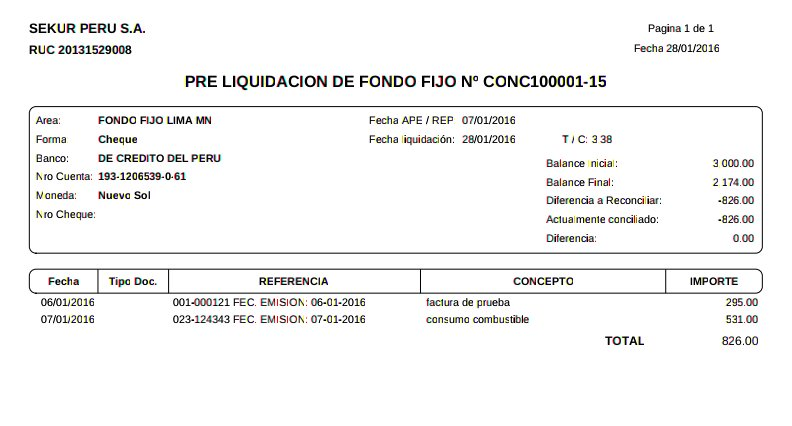 SEKUR PERU S.A.
Pagina 1 de 1
RUC 20131529008
Fecha 28/01/2016
PRE LIQUIDACION DE FONDO FIJO Nº CONC100001-15
Area: FONDO FIJO LIMA MN Fecha APE / REP 07/01/2016
Forma Cheque Fecha liquidación: 28/01/2016 T / C: 3.38
Banco: DE CREDITO DEL PERU
Balance Inicial: 3 000.00
Nro Cuenta: 193-1206539-0-61
Balance Final: 2 174.00
Moneda: Nuevo Sol
Diferencia a Reconciliar: -826.00
Nro Cheque:
Actualmente conciliado: -826.00
Diferencia: 0.00
Fecha Tipo Doc. REFERENCIA CONCEPTO IMPORTE
06/01/2016 001-000121 FEC. EMISION: 06-01-2016 factura de prueba 295.00
07/01/2016 023-124343 FEC. EMISION: 07-01-2016 consumo combustible 531.00
TOTAL 826.00